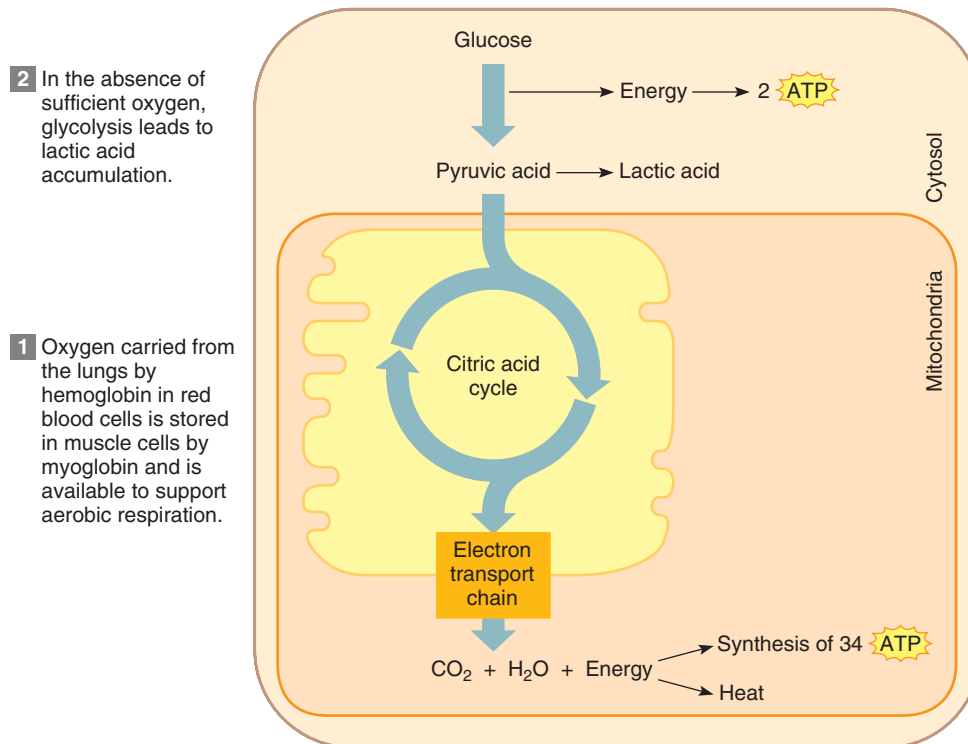 Glucose
2 In the absence of
sufficient oxygen,
glycolysis leads to
lactic acid
accumulation.
Energy 2 ATP
Pyruvic acid Lactic acid
Cytosol
Mitochondria
1 Oxygen carried from
the lungs by
hemoglobin in red
blood cells is stored
in muscle cells by
myoglobin and is
available to support
aerobic respiration.
Citric acid
cycle
Electron
transport
chain
CO₂ + H₂O + Energy
Synthesis of 34 ATP
Heat